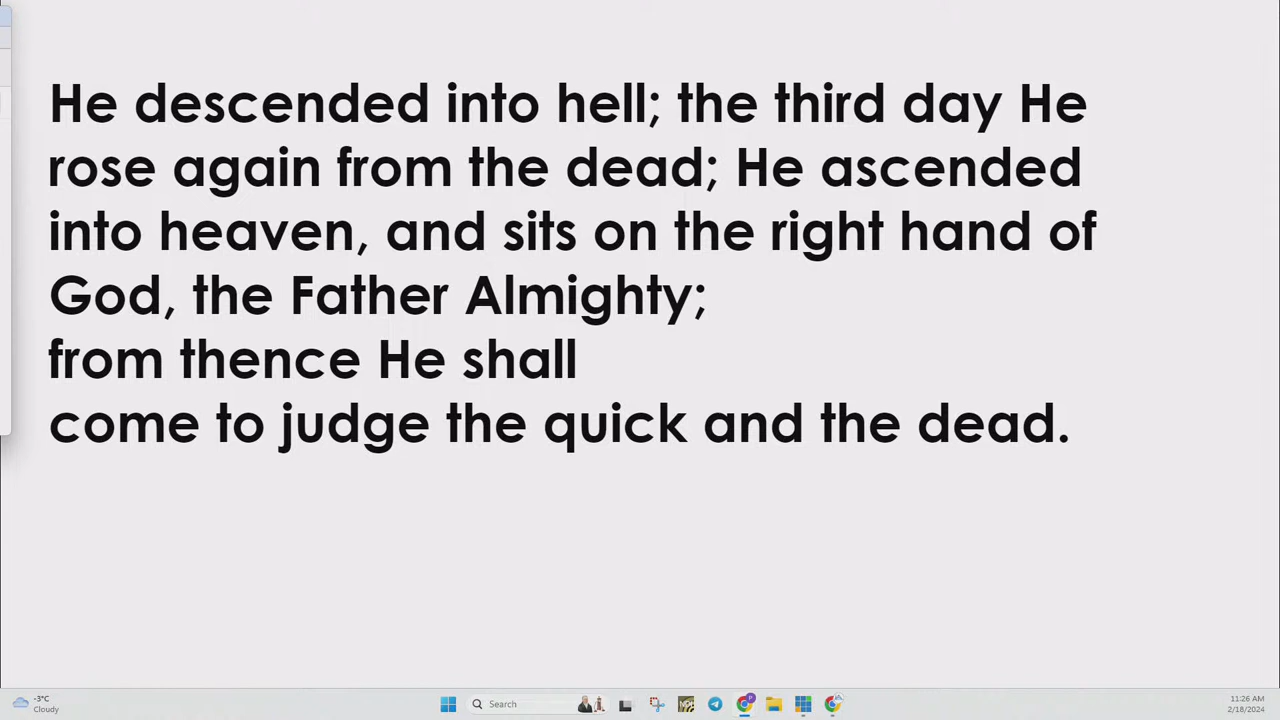 He descended into hell; the third day He
rose again from the dead; He ascended
into heaven, and sits on the right hand of
God, the Father Almighty;
from thence He shall
come to judge the quick and the dead.
-3°C
Cloudy
Search
11:26 AM
2/18/2024